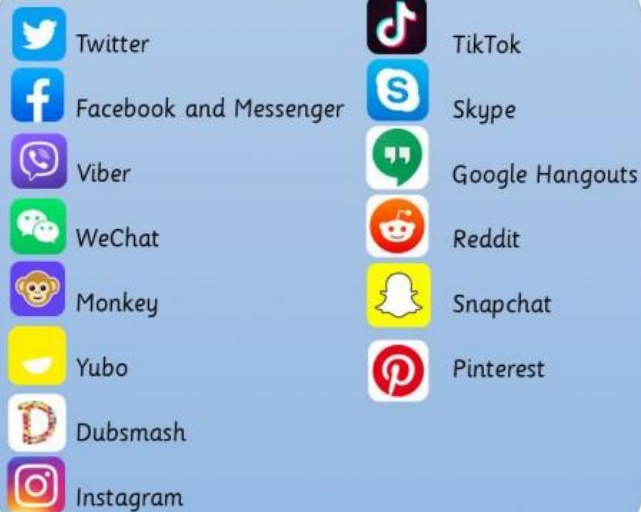 Twitter
Facebook and Messenger
Viber
WeChat
Monkey
Yubo
Dubsmash
Instagram
TikTok
Skype
Google Hangouts
Reddit
Snapchat
Pinterest